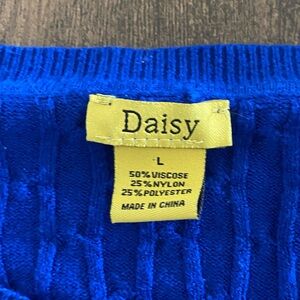 Daisy
L
50% VISCOSE
25% NYLON
25% POLYESTER
MADE IN CHINA